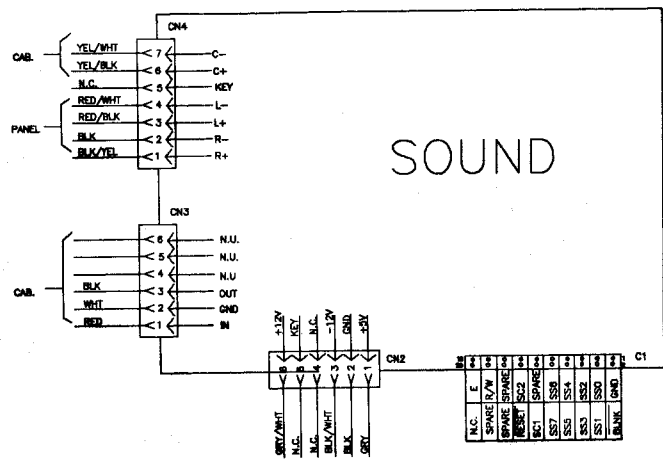 CN4
CAB.
YEL/WHT 7 C-
YEL/BLK 6 C+
N.C. 5 KEY
PANEL
RED/WHT 4 L-
RED/BLK 3 L+
BLK 2 R-
BLK/YEL 1 R+
SOUND
CN3
CAB.
6 N.U.
5 N.U.
4 N.U
BLK 3 OUT
WHT 2 GND
RED 1 IN
+12V KEY N.C. -12V GND +5V
6 5 4 3 2 1
CN2
GRY/WHT N.C. N.C. BLK/WHT BLK GRY
C1
N.C. E
SPARE R/W
SPARE SPARE
RESET SC2
SC1 SPARE
SS7 SS6
SS5 SS4
SS3 SS2
SS1 SS0
BLNK GND
1